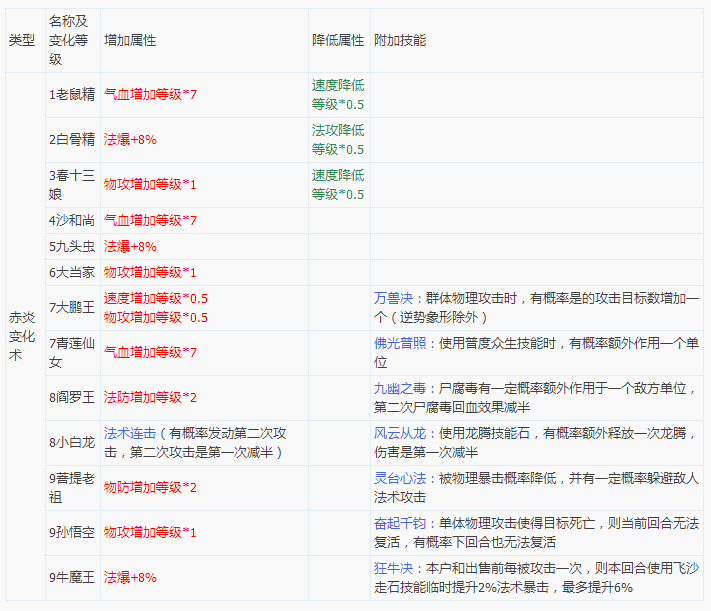 类型
名称及
变化等
级
增加属性
降低属性
附加技能
赤炎
变化
术
1老鼠精
气血增加等级*7
速度降低
等级*0.5
2白骨精
法爆+8%
法攻降低
等级*0.5
3春十三
娘
物攻增加等级*1
速度降低
等级*0.5
4沙和尚
气血增加等级*7
5九头虫
法爆+8%
6大当家
物攻增加等级*1
7大鹏王
速度增加等级*0.5
物攻增加等级*0.5
万兽决：群体物理攻击时，有概率是的攻击目标数增加一
个（逆势象形除外）
7青莲仙
女
气血增加等级*7
佛光普照：使用普度众生技能时，有概率额外作用一个单
位
8阎罗王
法防增加等级*2
九幽之毒：尸腐毒有一定概率额外作用于一个敌方单位，
第二次尸腐毒回血效果减半
8小白龙
法术连击（有概率发动第二次攻
击，第二次攻击是第一次减半）
风云从龙：使用龙腾技能石，有概率额外释放一次龙腾，
伤害是第一次减半
9菩提老
祖
物防增加等级*2
灵台心法：被物理暴击概率降低，并有一定概率躲避敌人
法术攻击
9孙悟空
物攻增加等级*1
奋起千钧：单体物理攻击使得目标死亡，则当前回合无法
复活，有概率下回合也无法复活
9牛魔王
法爆+8%
狂牛决：本户和出售前每被攻击一次，则本回合使用飞沙
走石技能临时提升2%法术暴击，最多提升6%